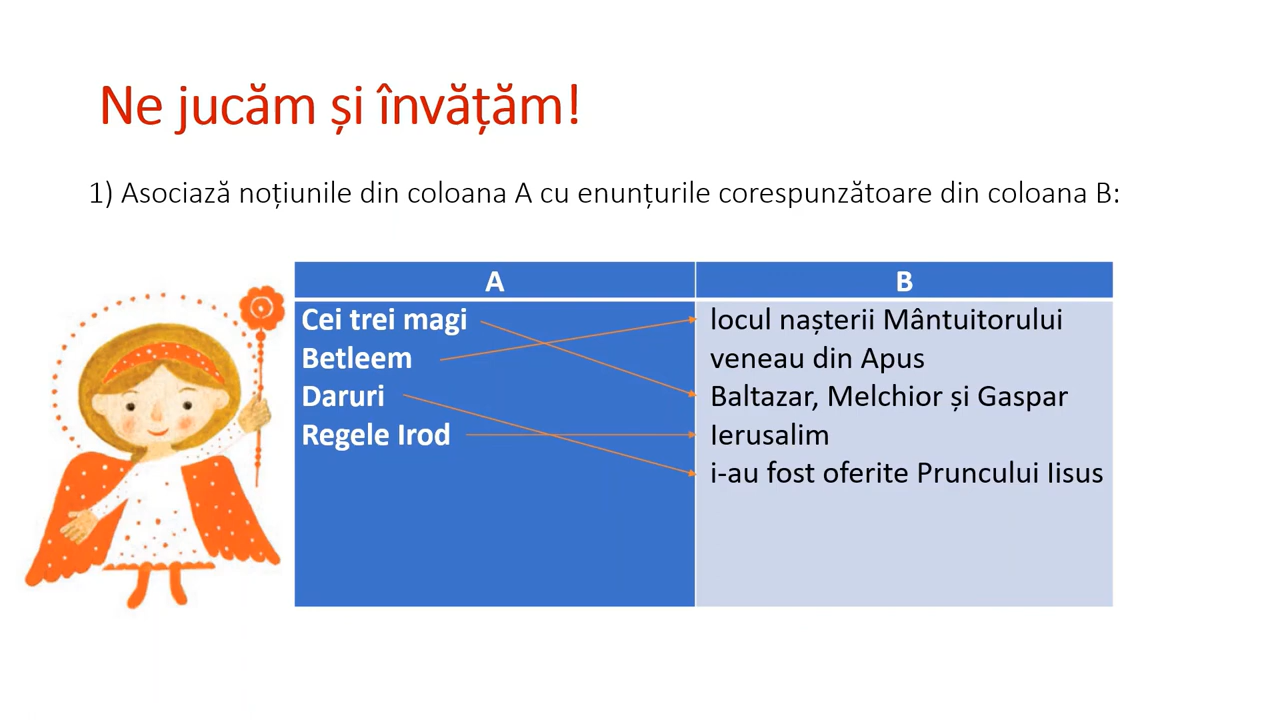 Ne jucăm și învățăm!
1) Asociază noțiunile din coloana A cu enunțurile corespunzătoare din coloana B:
A B
Cei trei magi locul nașterii Mântuitorului
Betleem veneau din Apus
Daruri Baltazar, Melchior și Gaspar
Regele Irod Ierusalim
i-au fost oferite Pruncului Iisus